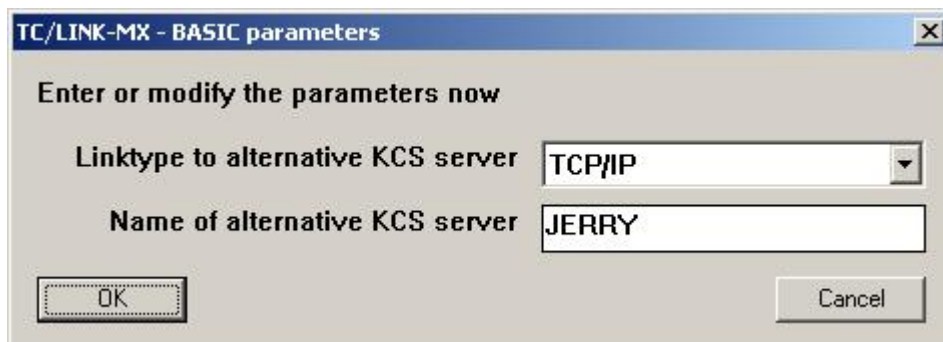 TC/LINK-MX - BASIC parameters
Enter or modify the parameters now
Linktype to alternative KCS server TCP/IP
Name of alternative KCS server JERRY
OK Cancel